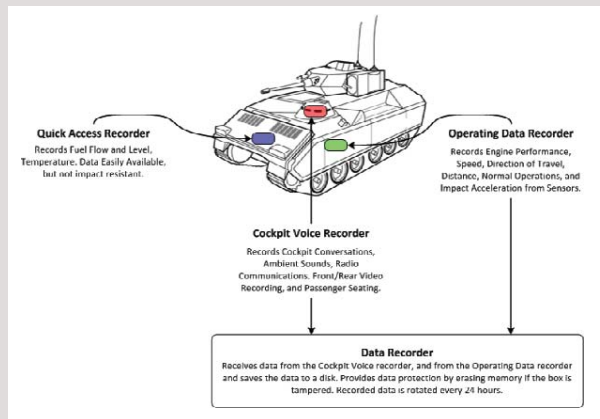 Quick Access Recorder
Records Fuel Flow and Level,
Temperature. Data Easily Available,
but not impact resistant.
Operating Data Recorder
Records Engine Performance,
Speed, Direction of Travel,
Distance, Normal Operations, and
Impact Acceleration from Sensors.
Cockpit Voice Recorder
Records Cockpit Conversations,
Ambient Sounds, Radio
Communications. Front/Rear Video
Recording, and Passenger Seating.
Data Recorder
Receives data from the Cockpit Voice recorder, and from the Operating Data recorder
and saves the data to a disk. Provides data protection by erasing memory if the box is
tampered. Recorded data is rotated every 24 hours.